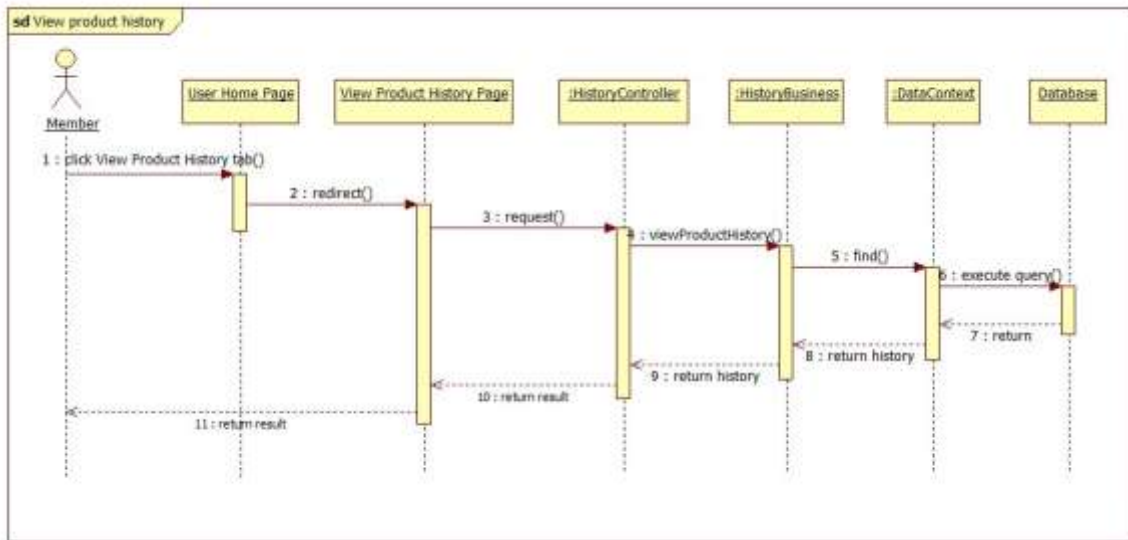 sd View product history
User Home Page
View Product History Page
:HistoryController
:HistoryBusiness
:DataContext
Database
Member
1 : click View Product History tab()
2 : redirect()
3 : request()
4 : viewProductHistory()
5 : find()
6 : execute query()
7 : return
8 : return history
9 : return history
10 : return result
11 : return result